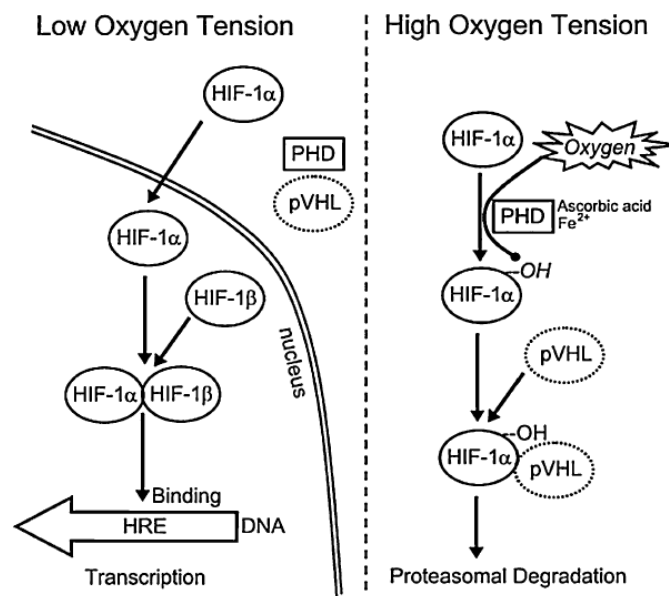 Low Oxygen Tension
HIF-1α
PHD
pVHL
HIF-1α
HIF-1β
nucleus
HIF-1α
HIF-1β
Binding
HRE
DNA
Transcription
High Oxygen Tension
HIF-1α
Oxygen
PHD
Ascorbic acid
Fe²⁺
--OH
HIF-1α
pVHL
--OH
HIF-1α
pVHL
Proteasomal Degradation